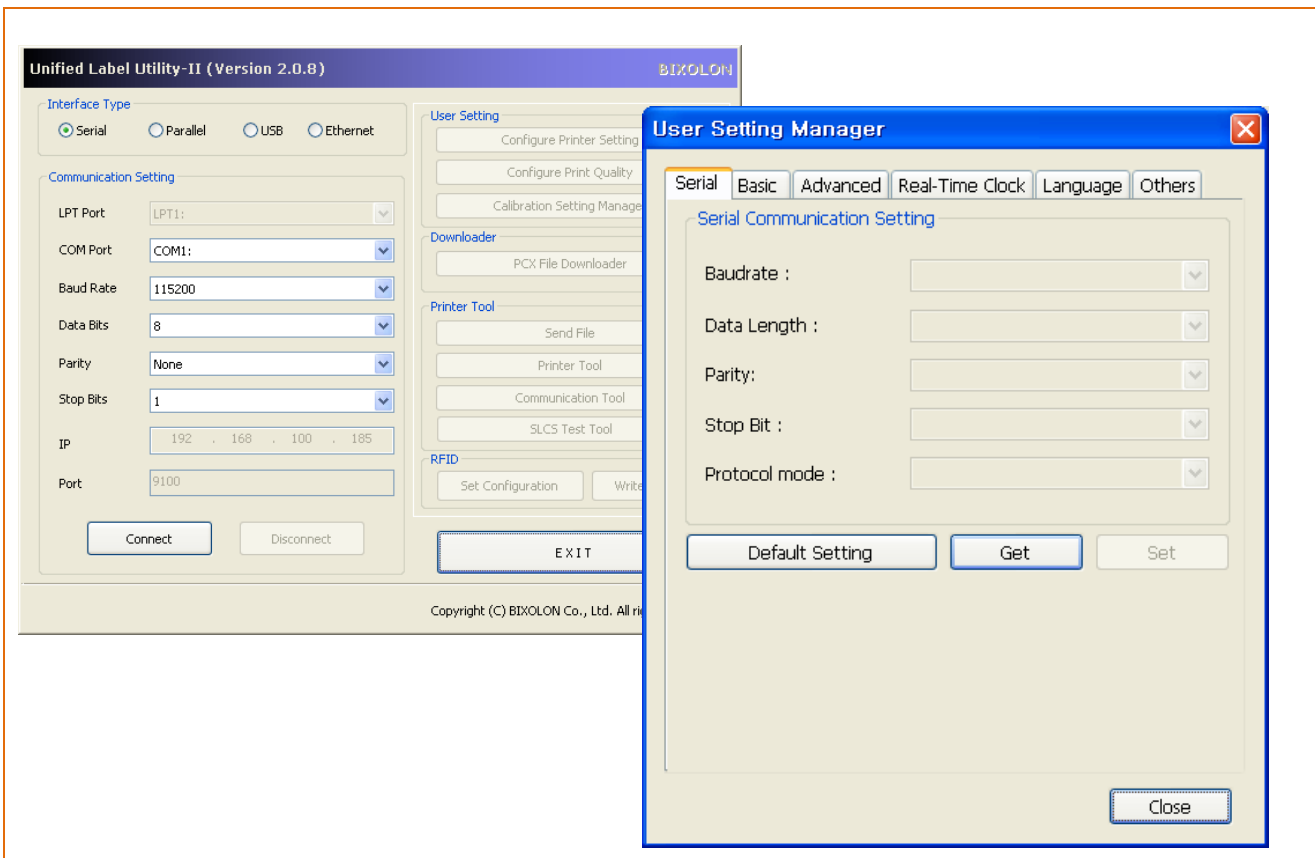 Unified Label Utility-II (Version 2.0.8)
BIXOLON
Interface Type
Serial Parallel USB Ethernet
Communication Setting
LPT Port LPT1:
COM Port COM1:
Baud Rate 115200
Data Bits 8
Parity None
Stop Bits 1
IP 192 . 168 . 100 . 185
Port 9100
Connect Disconnect
User Setting
Configure Printer Setting
Configure Print Quality
Calibration Setting Manage
Downloader
PCX File Downloader
Printer Tool
Send File
Printer Tool
Communication Tool
SLCS Test Tool
RFID
Set Configuration Write
EXIT
Copyright (C) BIXOLON Co., Ltd. All ri
User Setting Manager
Serial Basic Advanced Real-Time Clock Language Others
Serial Communication Setting
Baudrate :
Data Length :
Parity:
Stop Bit :
Protocol mode :
Default Setting Get Set
Close